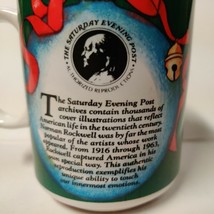 THE SATURDAY EVENING POST
AUTHORIZED REPRODUCTION
The Saturday Evening Post
archives contain thousands of
cover illustrations that reflect
American life in the twentieth century.
Norman Rockwell was by far the most
popular of the artists whose work
appeared. From 1916 through 1963,
Rockwell captured America in his
own special way. This authentic
reproduction exemplifies his
unique ability to touch
our innermost emotions.